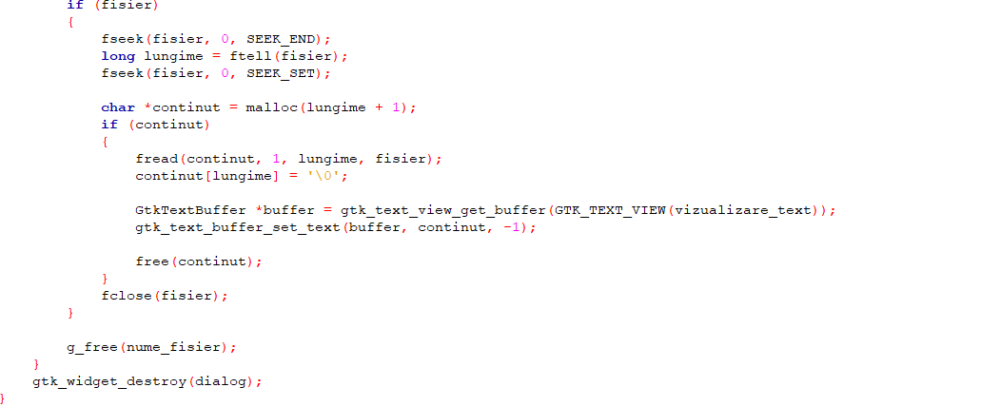 if (fisier)
{
fseek(fisier, 0, SEEK_END);
long lungime = ftell(fisier);
fseek(fisier, 0, SEEK_SET);
char *continut = malloc(lungime + 1);
if (continut)
{
fread(continut, 1, lungime, fisier);
continut[lungime] = '\0';
GtkTextBuffer *buffer = gtk_text_view_get_buffer(GTK_TEXT_VIEW(vizualizare_text));
gtk_text_buffer_set_text(buffer, continut, -1);
free(continut);
}
fclose(fisier);
}
g_free(nume_fisier);
}
gtk_widget_destroy(dialog);
}